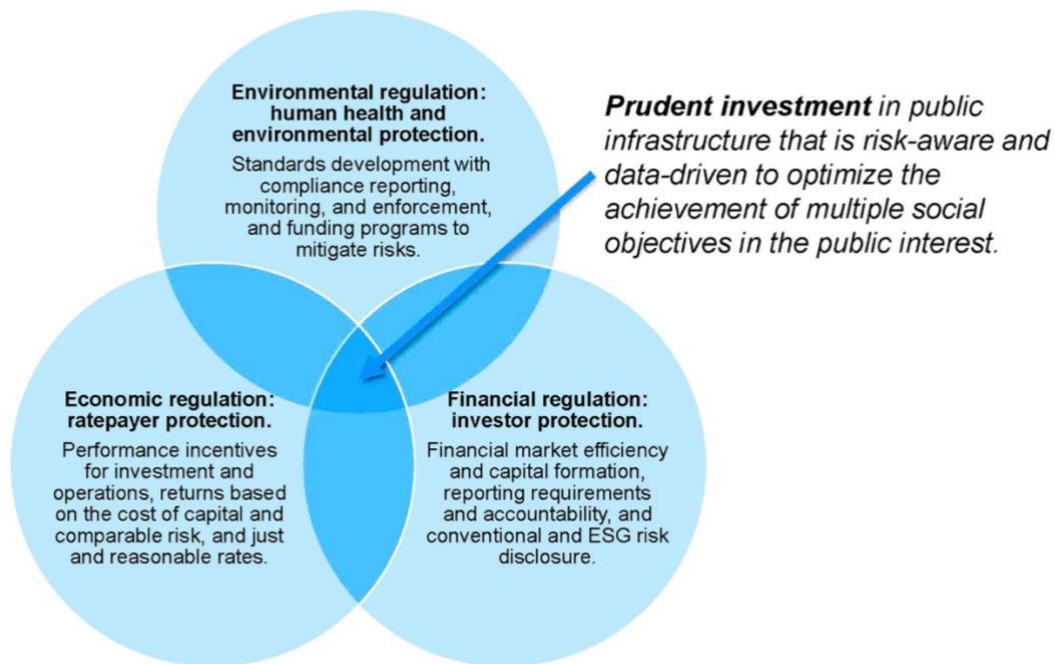 Environmental regulation:
human health and
environmental protection.
Standards development with
compliance reporting,
monitoring, and enforcement,
and funding programs to
mitigate risks.
Prudent investment in public
infrastructure that is risk-aware and
data-driven to optimize the
achievement of multiple social
objectives in the public interest.
Economic regulation:
ratepayer protection.
Performance incentives
for investment and
operations, returns based
on the cost of capital and
comparable risk, and just
and reasonable rates.
Financial regulation:
investor protection.
Financial market efficiency
and capital formation,
reporting requirements
and accountability, and
conventional and ESG risk
disclosure.